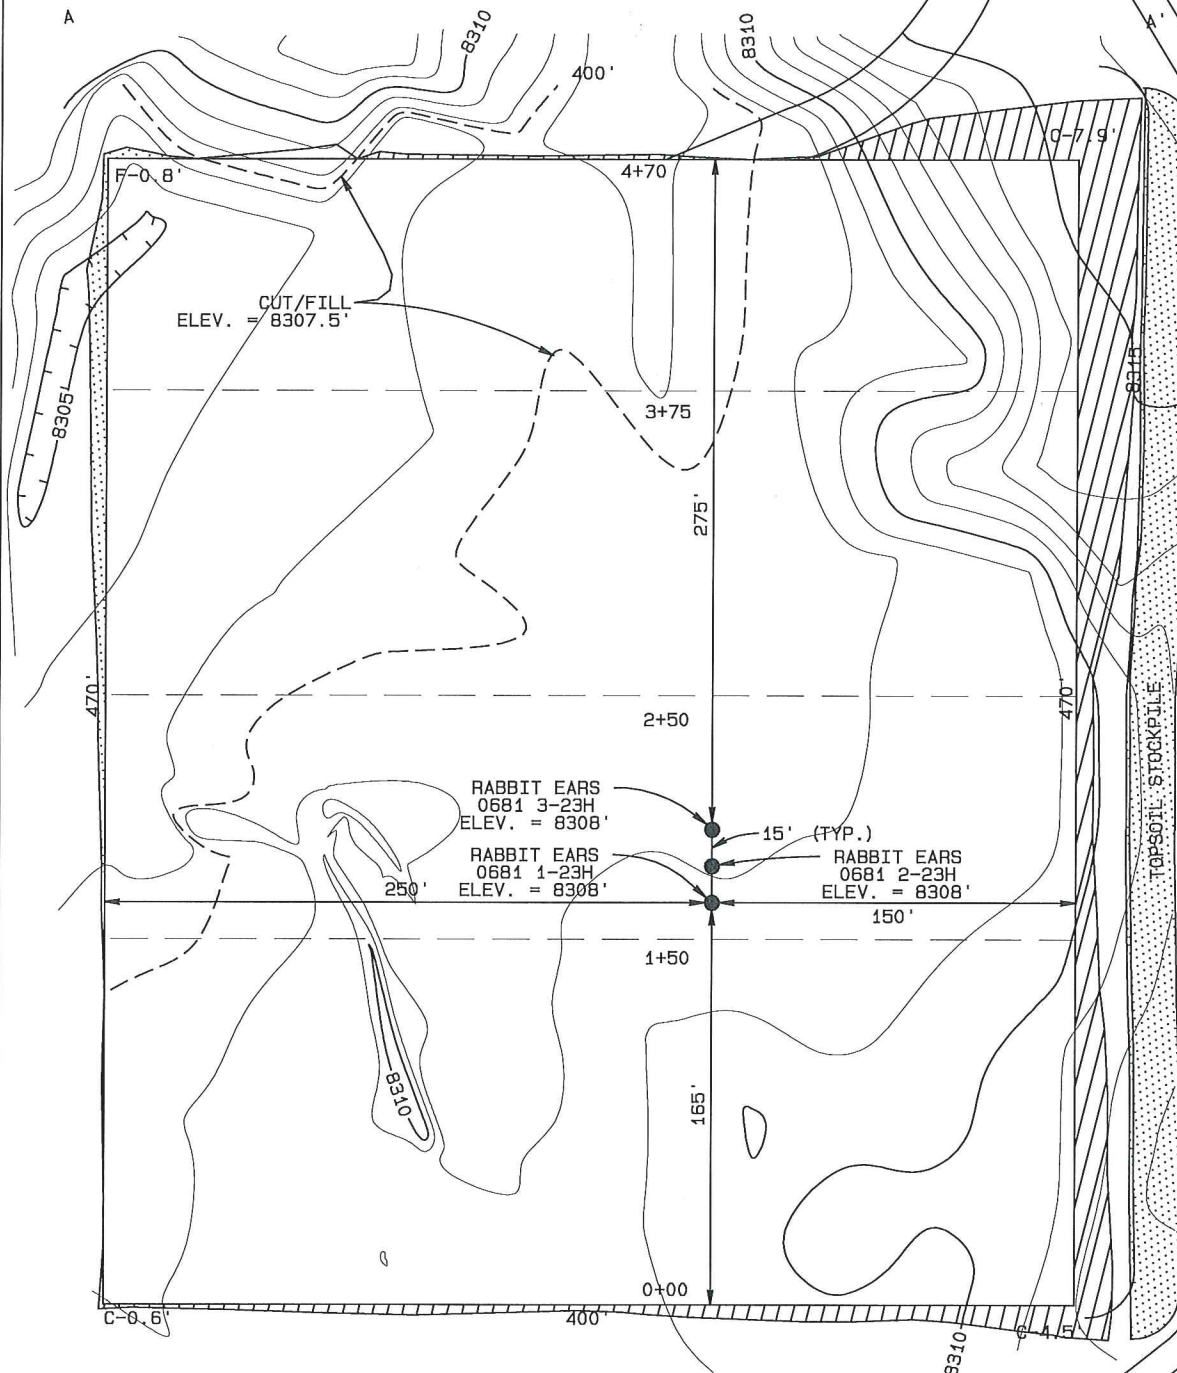 A
A'
8310
8310
400'
C-7.9'
F-0.8'
4+70
CUT/FILL
ELEV. = 8307.5'
8315
3+75
8305'
275'
470'
470'
2+50
TOPSOIL STOCKPILE
RABBIT EARS
0681 3-23H
ELEV. = 8308'
15' (TYP.)
RABBIT EARS
0681 1-23H
ELEV. = 8308'
RABBIT EARS
0681 2-23H
ELEV. = 8308'
250'
150'
1+50
8310
165'
0+00
C-0.6'
400'
C-4.5'
8310